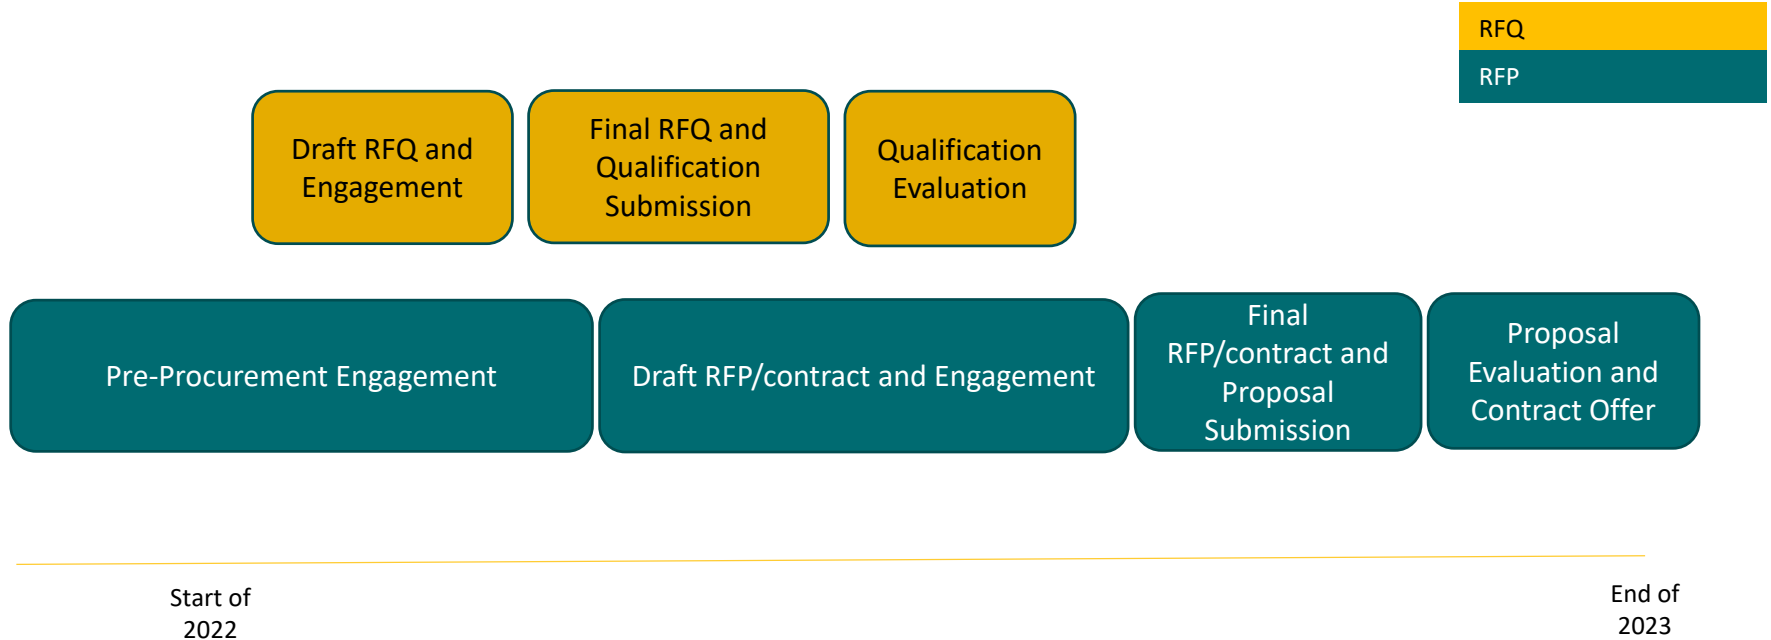 RFQ
RFP
Draft RFQ and
Engagement
Final RFQ and
Qualification
Submission
Qualification
Evaluation
Pre-Procurement Engagement
Draft RFP/contract and Engagement
Final
RFP/contract and
Proposal
Submission
Proposal
Evaluation and
Contract Offer
Start of
2022
End of
2023